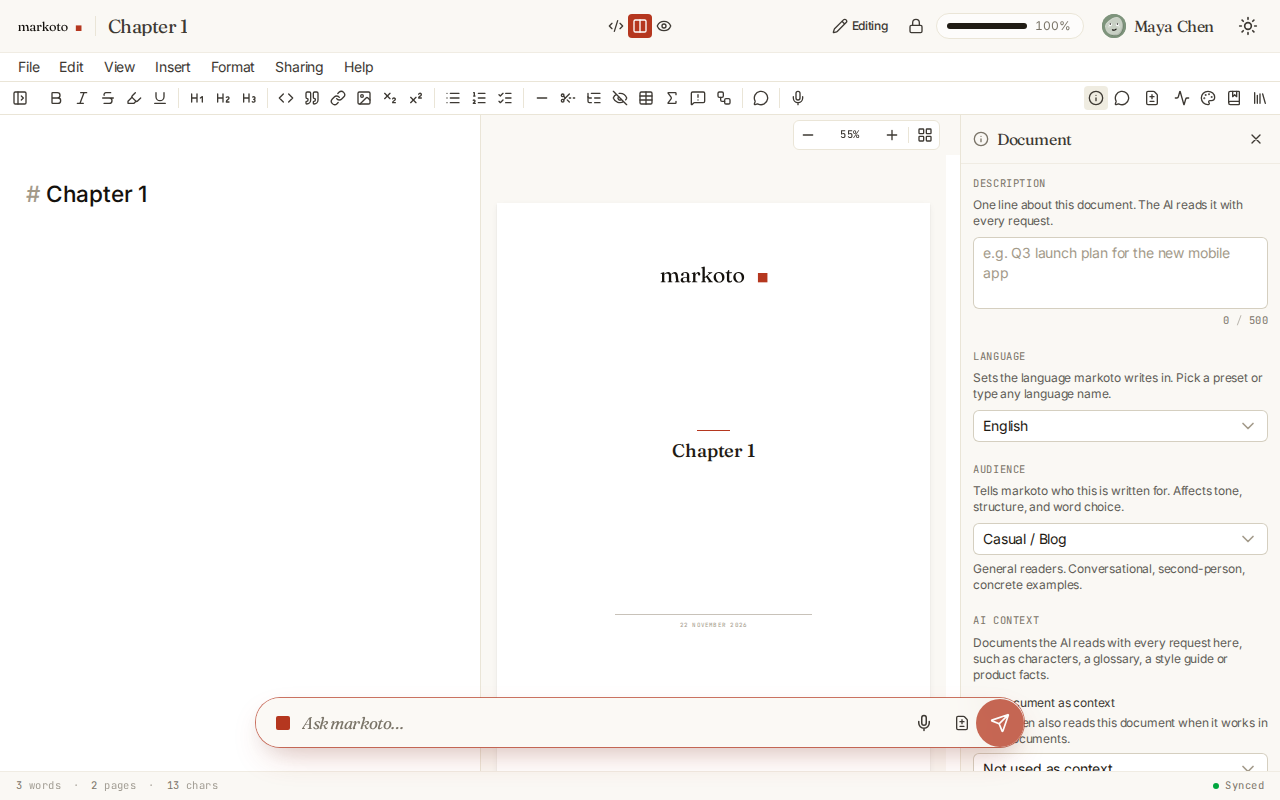 markoto
Chapter 1
Editing
100%
Maya Chen
File Edit View Insert Format Sharing Help
H1 H2 H3
55%
# Chapter 1
markoto
Chapter 1
22 NOVEMBER 2026
Document
DESCRIPTION
One line about this document. The AI reads it with
every request.
e.g. Q3 launch plan for the new mobile
app
0 / 500
LANGUAGE
Sets the language markoto writes in. Pick a preset or
type any language name.
English
AUDIENCE
Tells markoto who this is written for. Affects tone,
structure, and word choice.
Casual / Blog
General readers. Conversational, second-person,
concrete examples.
AI CONTEXT
Documents the AI reads with every request here,
such as characters, a glossary, a style guide or
product facts.
cument as context
en also reads this document when it works in
cuments.
Not used as context
Ask markoto...
3 words · 2 pages · 13 chars
Synced